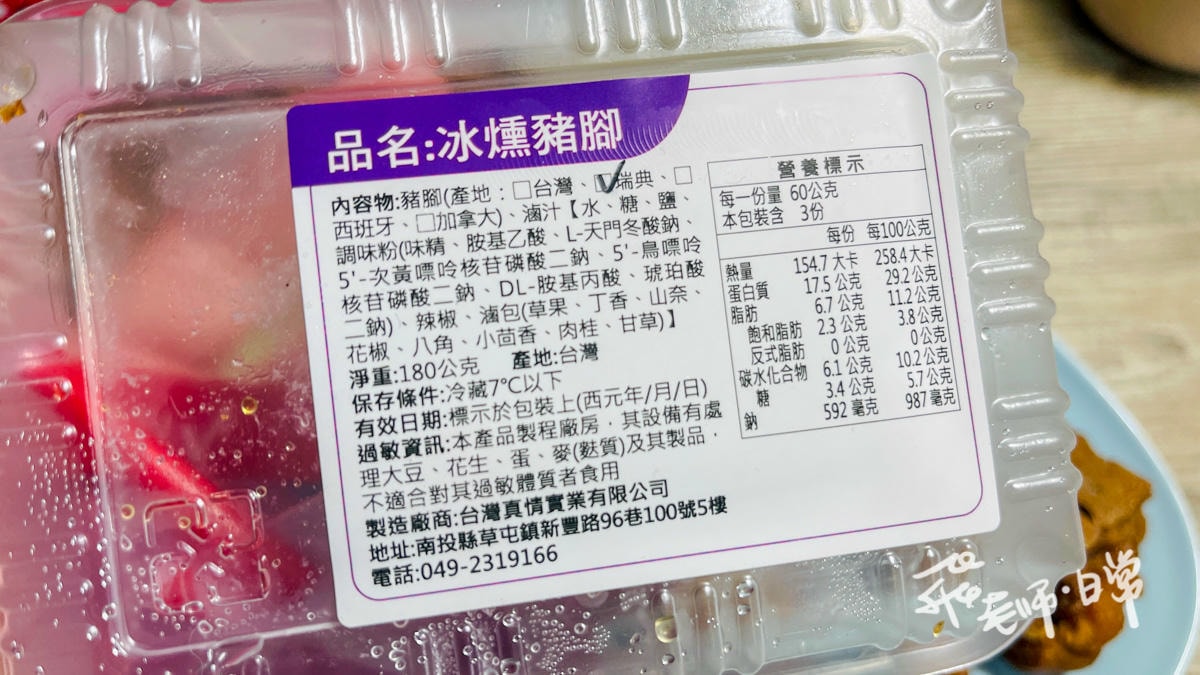 品名:冰燻豬腳
內容物:豬腳(產地:□台灣、☑瑞典、□
西班牙、□加拿大)、滷汁【水、糖、鹽、
調味粉(味精、胺基乙酸、L-天門冬酸鈉、
5'-次黃嘌呤核苷磷酸二鈉、5'-鳥嘌呤
核苷磷酸二鈉、DL-胺基丙酸、琥珀酸
二鈉)、辣椒、滷包(草果、丁香、山奈、
花椒、八角、小茴香、肉桂、甘草)】
淨重:180公克 產地:台灣
保存條件:冷藏7℃以下
有效日期:標示於包裝上(西元年/月/日)
過敏資訊:本產品製程廠房，其設備有處
理大豆、花生、蛋、麥(麩質)及其製品，
不適合對其過敏體質者食用
製造廠商:台灣真情實業有限公司
地址:南投縣草屯鎮新豐路96巷100號5樓
電話:049-2319166
營養標示
每一份量 60公克
本包裝含 3份
每份 每100公克
熱量 154.7大卡 258.4大卡
蛋白質 17.5公克 29.2公克
脂肪 6.7公克 11.2公克
飽和脂肪 2.3公克 3.8公克
反式脂肪 0公克 0公克
碳水化合物 6.1公克 10.2公克
糖 3.4公克 5.7公克
鈉 592毫克 987毫克
老師·日常